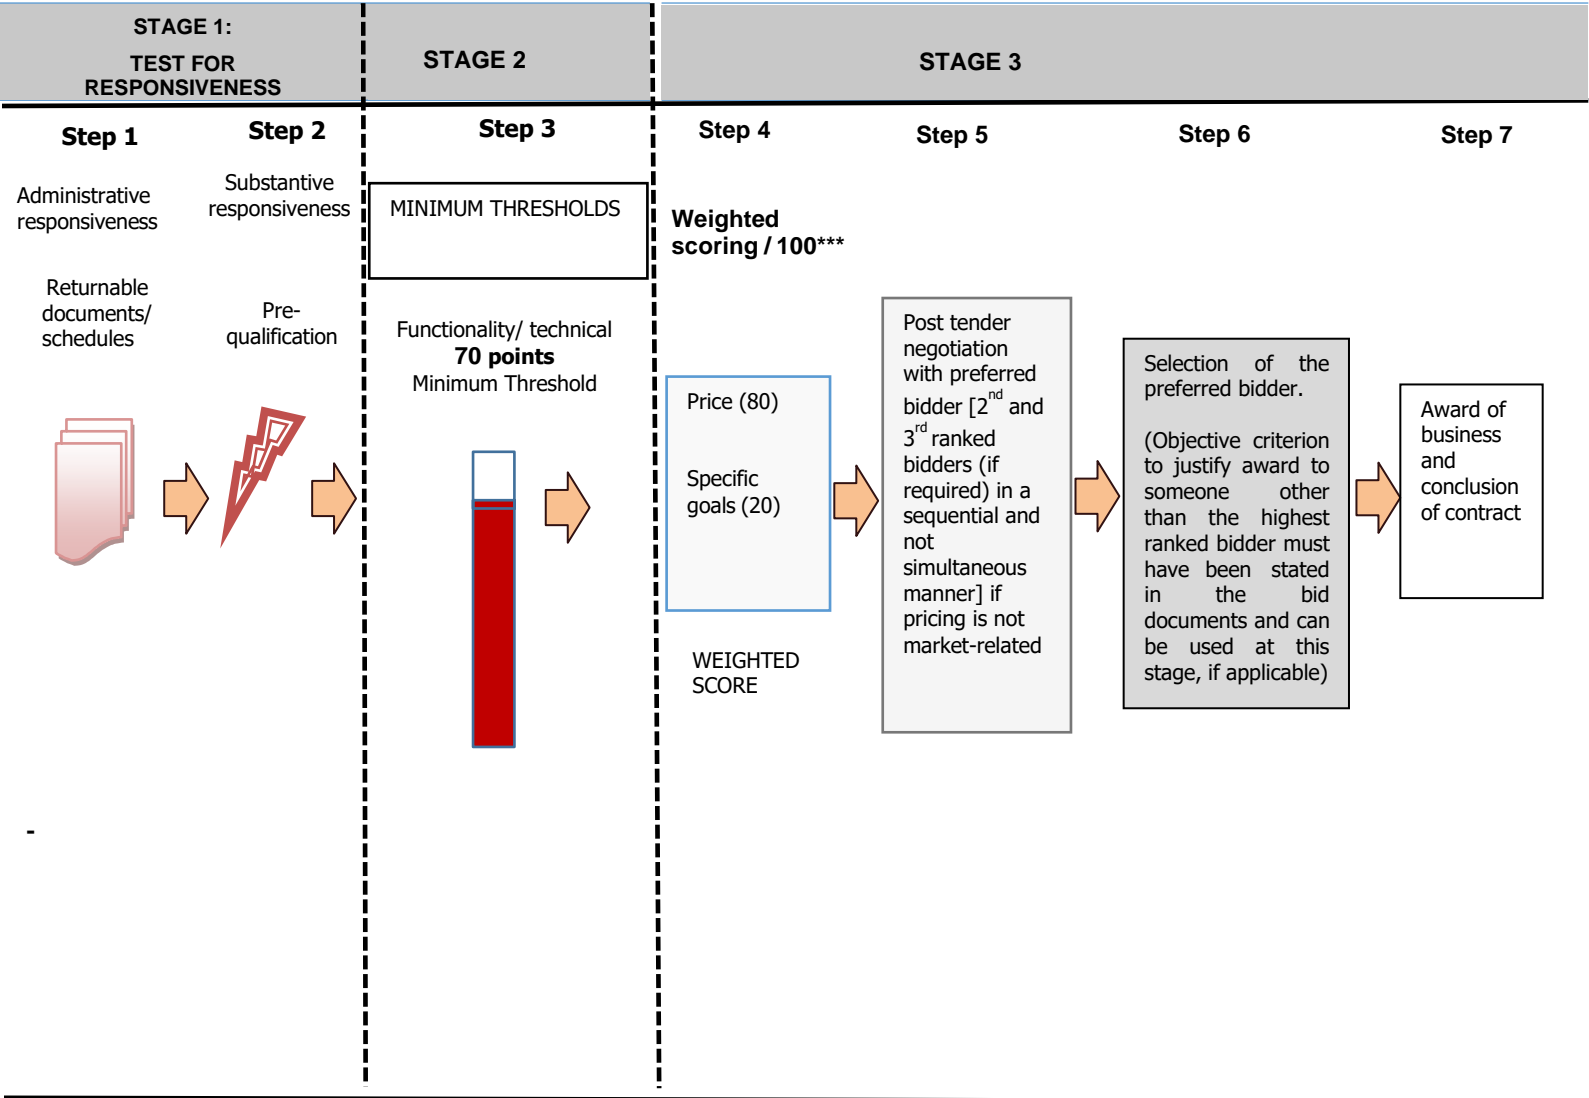 STAGE 1:
TEST FOR
RESPONSIVENESS
STAGE 2
STAGE 3
Step 1
Step 2
Step 3
Step 4
Step 5
Step 6
Step 7
Administrative
responsiveness
Returnable
documents/
schedules
Substantive
responsiveness
Pre-
qualification
MINIMUM THRESHOLDS
Functionality/ technical
70 points
Minimum Threshold
Weighted
scoring / 100***
Price (80)
Specific
goals (20)
WEIGHTED
SCORE
Post tender
negotiation
with preferred
bidder [2nd and
3rd ranked
bidders (if
required) in a
sequential and
not
simultaneous
manner] if
pricing is not
market-related
Selection of the
preferred bidder.
(Objective criterion
to justify award to
someone other
than the highest
ranked bidder must
have been stated
in the bid
documents and can
be used at this
stage, if applicable)
Award of
business
and
conclusion
of contract
-